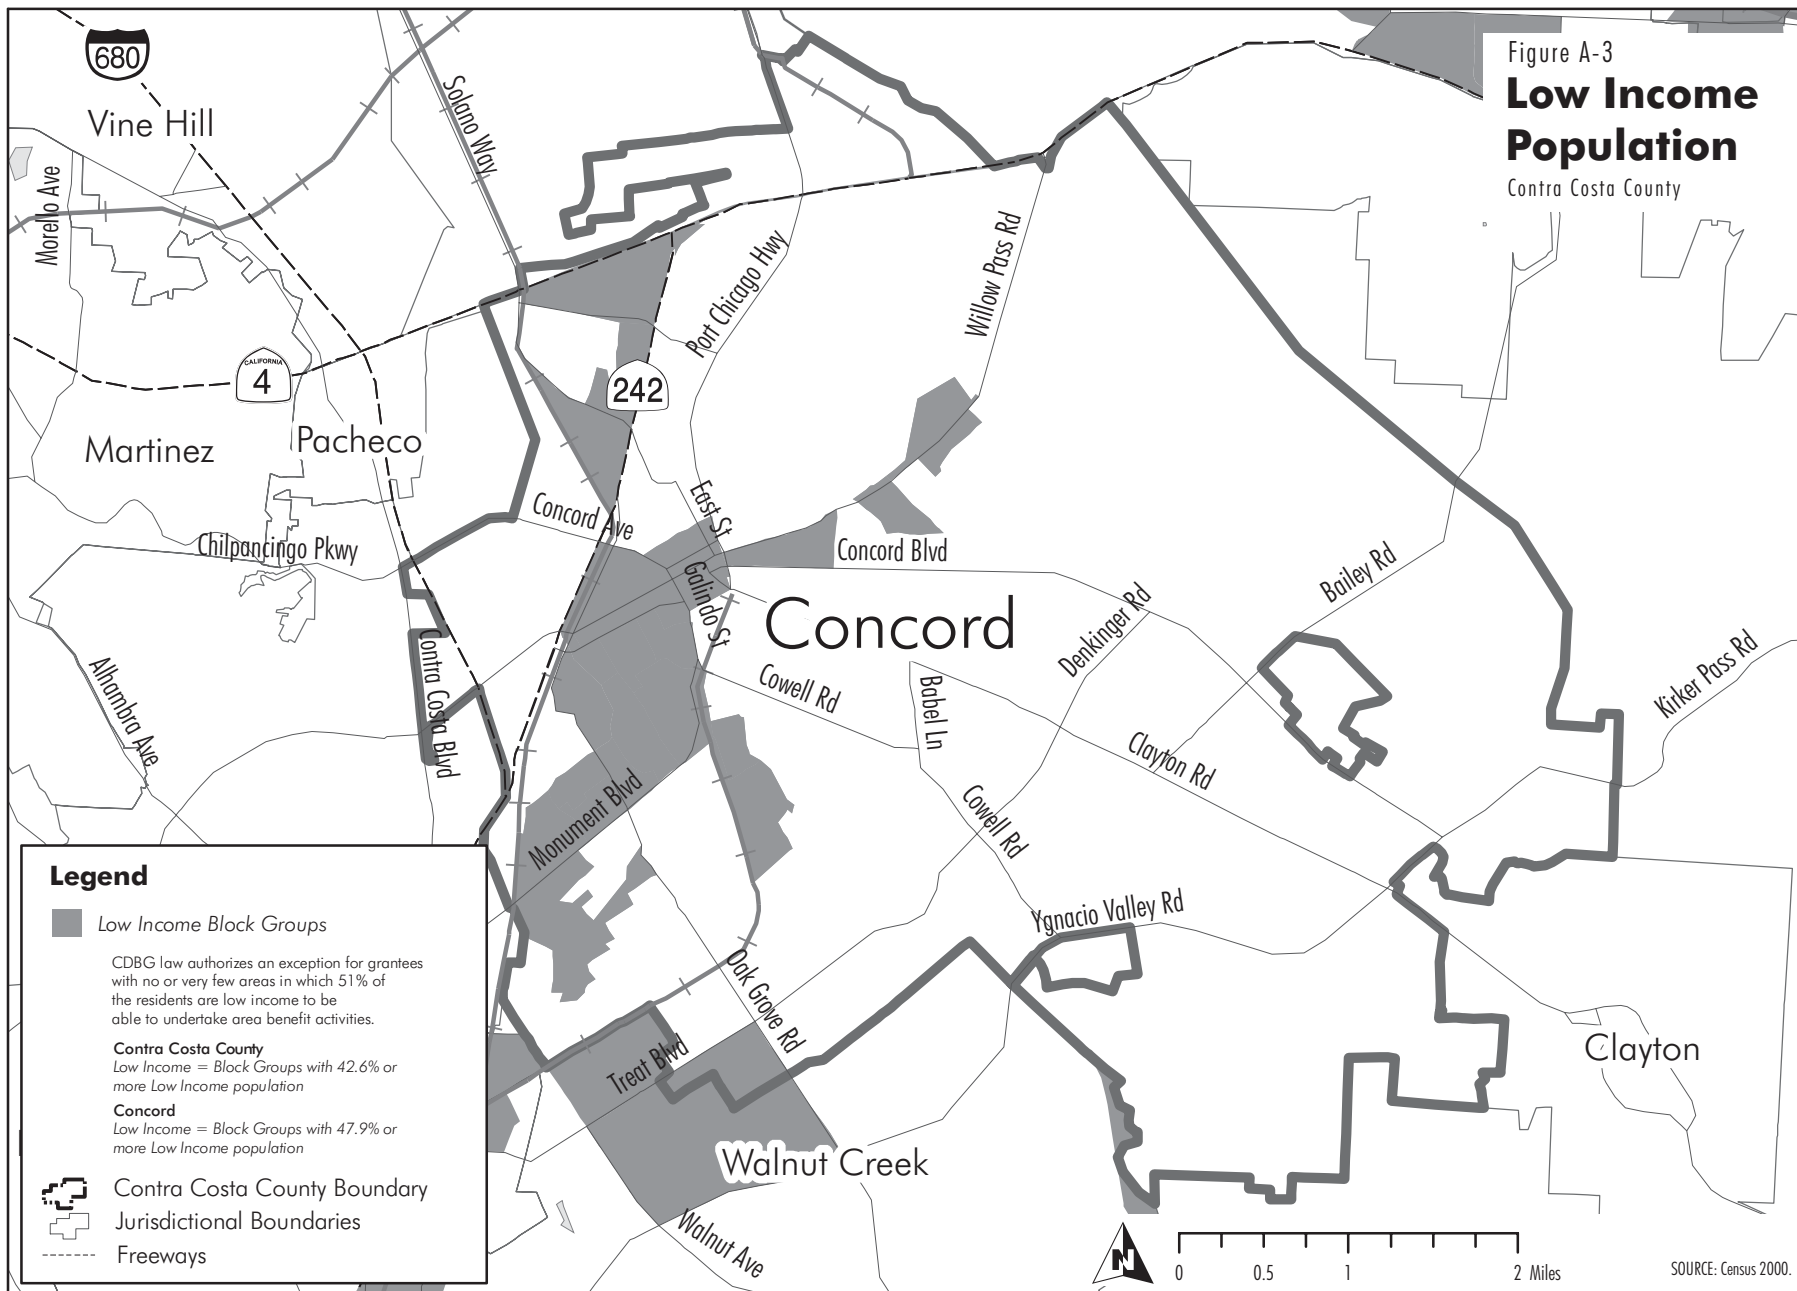 Figure A-3
Low Income
Population
Contra Costa County
680
Vine Hill
Solano Way
Morello Ave
Port Chicago Hwy
Willow Pass Rd
CALIFORNIA
4
242
Martinez
Pacheco
Concord Ave
East St
Chilpancingo Pkwy
Concord Blvd
Galindo St
Concord
Bailey Rd
Denkinger Rd
Contra Costa Blvd
Alhambra Ave
Cowell Rd
Babel Ln
Kirker Pass Rd
Clayton Rd
Monument Blvd
Cowell Rd
Ygnacio Valley Rd
Oak Grove Rd
Treat Blvd
Clayton
Walnut Creek
Walnut Ave
Legend
Low Income Block Groups
CDBG law authorizes an exception for grantees
with no or very few areas in which 51% of
the residents are low income to be
able to undertake area benefit activities.
Contra Costa County
Low Income = Block Groups with 42.6% or
more Low Income population
Concord
Low Income = Block Groups with 47.9% or
more Low Income population
Contra Costa County Boundary
Jurisdictional Boundaries
Freeways
N
0 0.5 1 2 Miles
SOURCE: Census 2000.